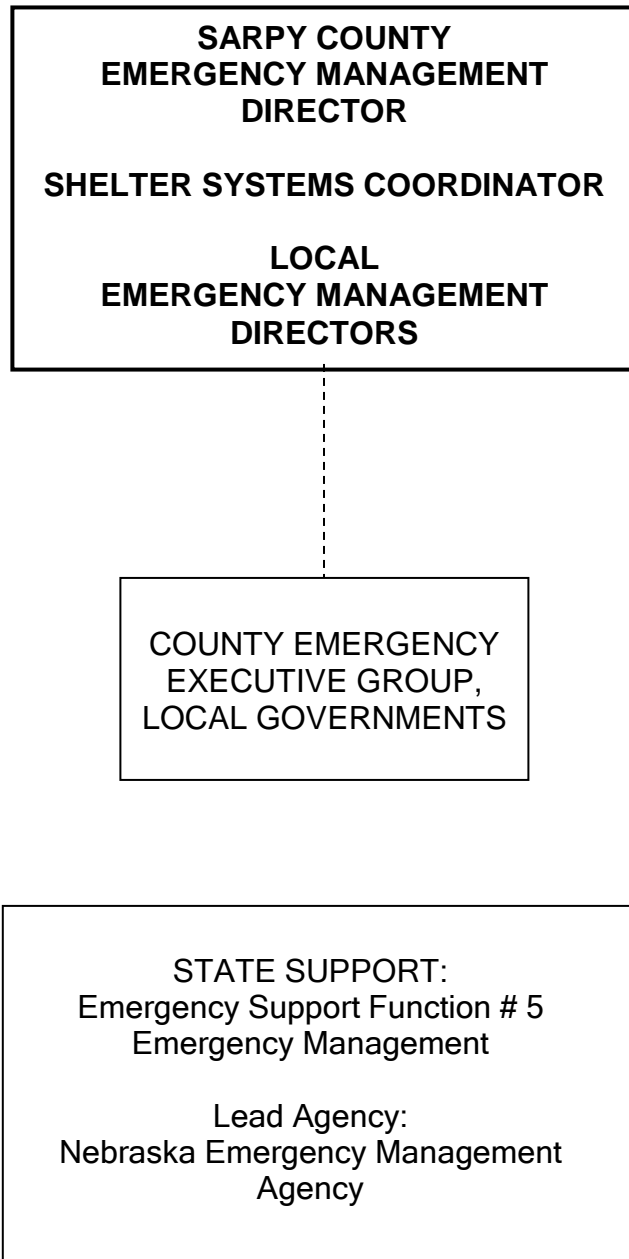 SARPY COUNTY
EMERGENCY MANAGEMENT
DIRECTOR
SHELTER SYSTEMS COORDINATOR
LOCAL
EMERGENCY MANAGEMENT
DIRECTORS
COUNTY EMERGENCY
EXECUTIVE GROUP,
LOCAL GOVERNMENTS
STATE SUPPORT:
Emergency Support Function # 5
Emergency Management
Lead Agency:
Nebraska Emergency Management
Agency